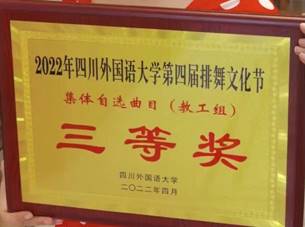 2022年四川外国语大学第四届排舞文化节
集体自选曲目（教工组）
三等奖
四川外国语大学
二〇二二年四月